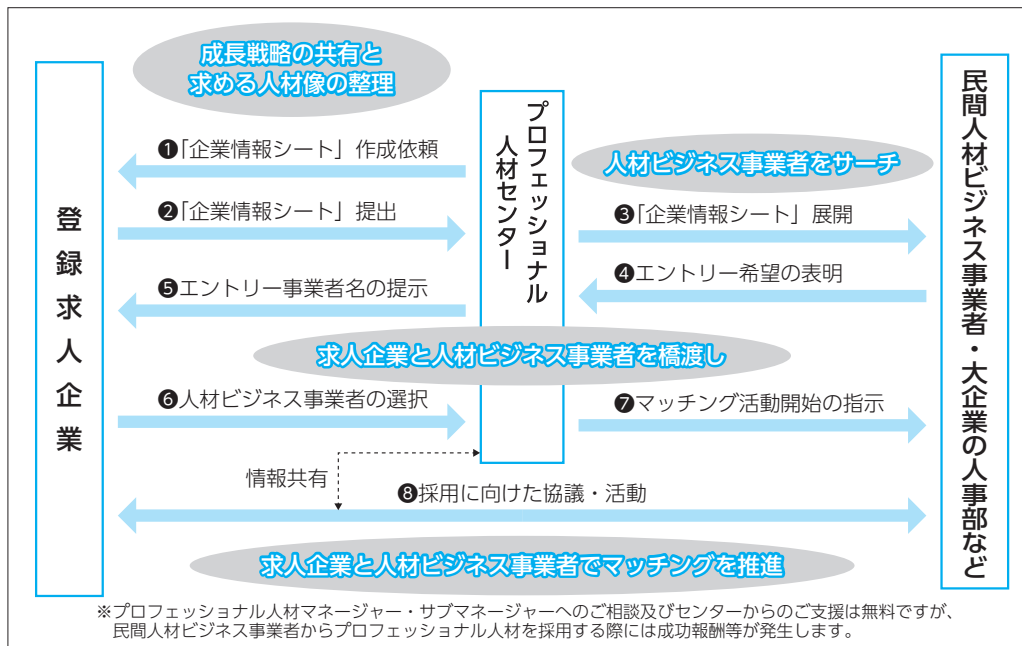 成長戦略の共有と
求める人材像の整理
登録求人企業
プロフェッショナル
人材センター
民間人材ビジネス事業者・大企業の人事部など
❶「企業情報シート」作成依頼
人材ビジネス事業者をサーチ
❷「企業情報シート」提出
❸「企業情報シート」展開
❹エントリー希望の表明
❺エントリー事業者名の提示
求人企業と人材ビジネス事業者を橋渡し
❻人材ビジネス事業者の選択
❼マッチング活動開始の指示
情報共有
❽採用に向けた協議・活動
求人企業と人材ビジネス事業者でマッチングを推進
※プロフェッショナル人材マネージャー・サブマネージャーへのご相談及びセンターからのご支援は無料ですが、
民間人材ビジネス事業者からプロフェッショナル人材を採用する際には成功報酬等が発生します。